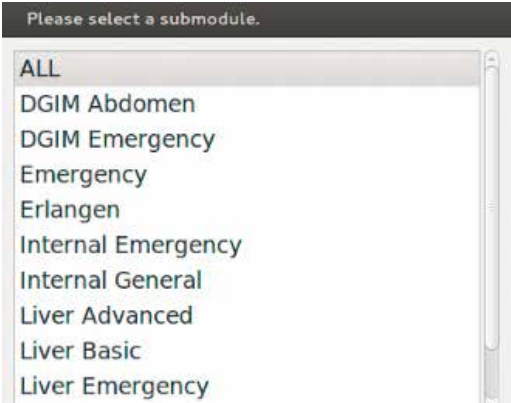 Please select a submodule.
ALL
DGIM Abdomen
DGIM Emergency
Emergency
Erlangen
Internal Emergency
Internal General
Liver Advanced
Liver Basic
Liver Emergency